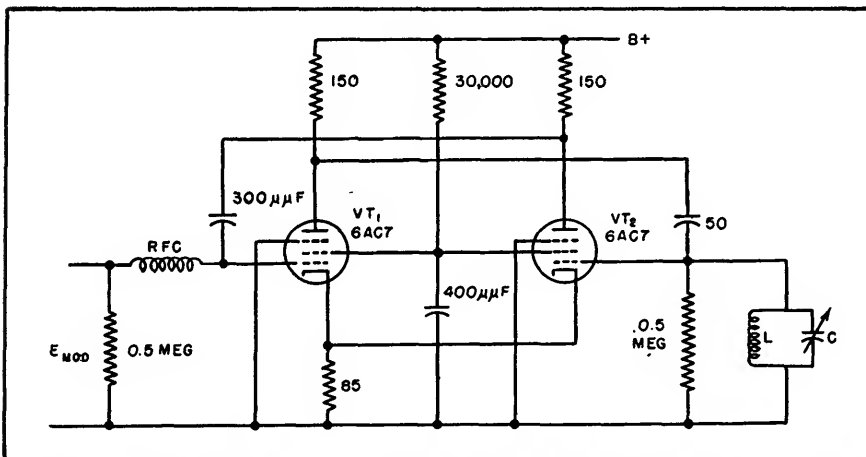 B+
150
30,000
150
300μμF
VT₁
6AC7
VT₂
6AC7
50
RFC
400μμF
E MOD
0.5 MEG
85
0.5
MEG
L
C